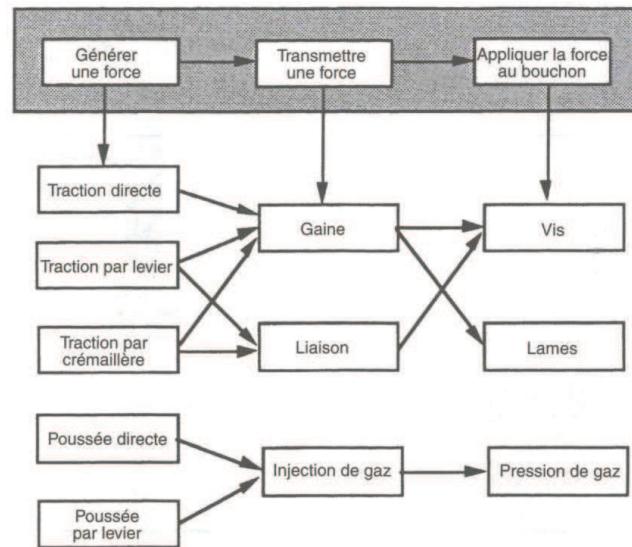 Générer
une force
Transmettre
une force
Appliquer la force
au bouchon
Traction directe
Gaine
Vis
Traction par levier
Traction par
crémaillère
Liaison
Lames
Poussée directe
Injection de gaz
Pression de gaz
Poussée
par levier